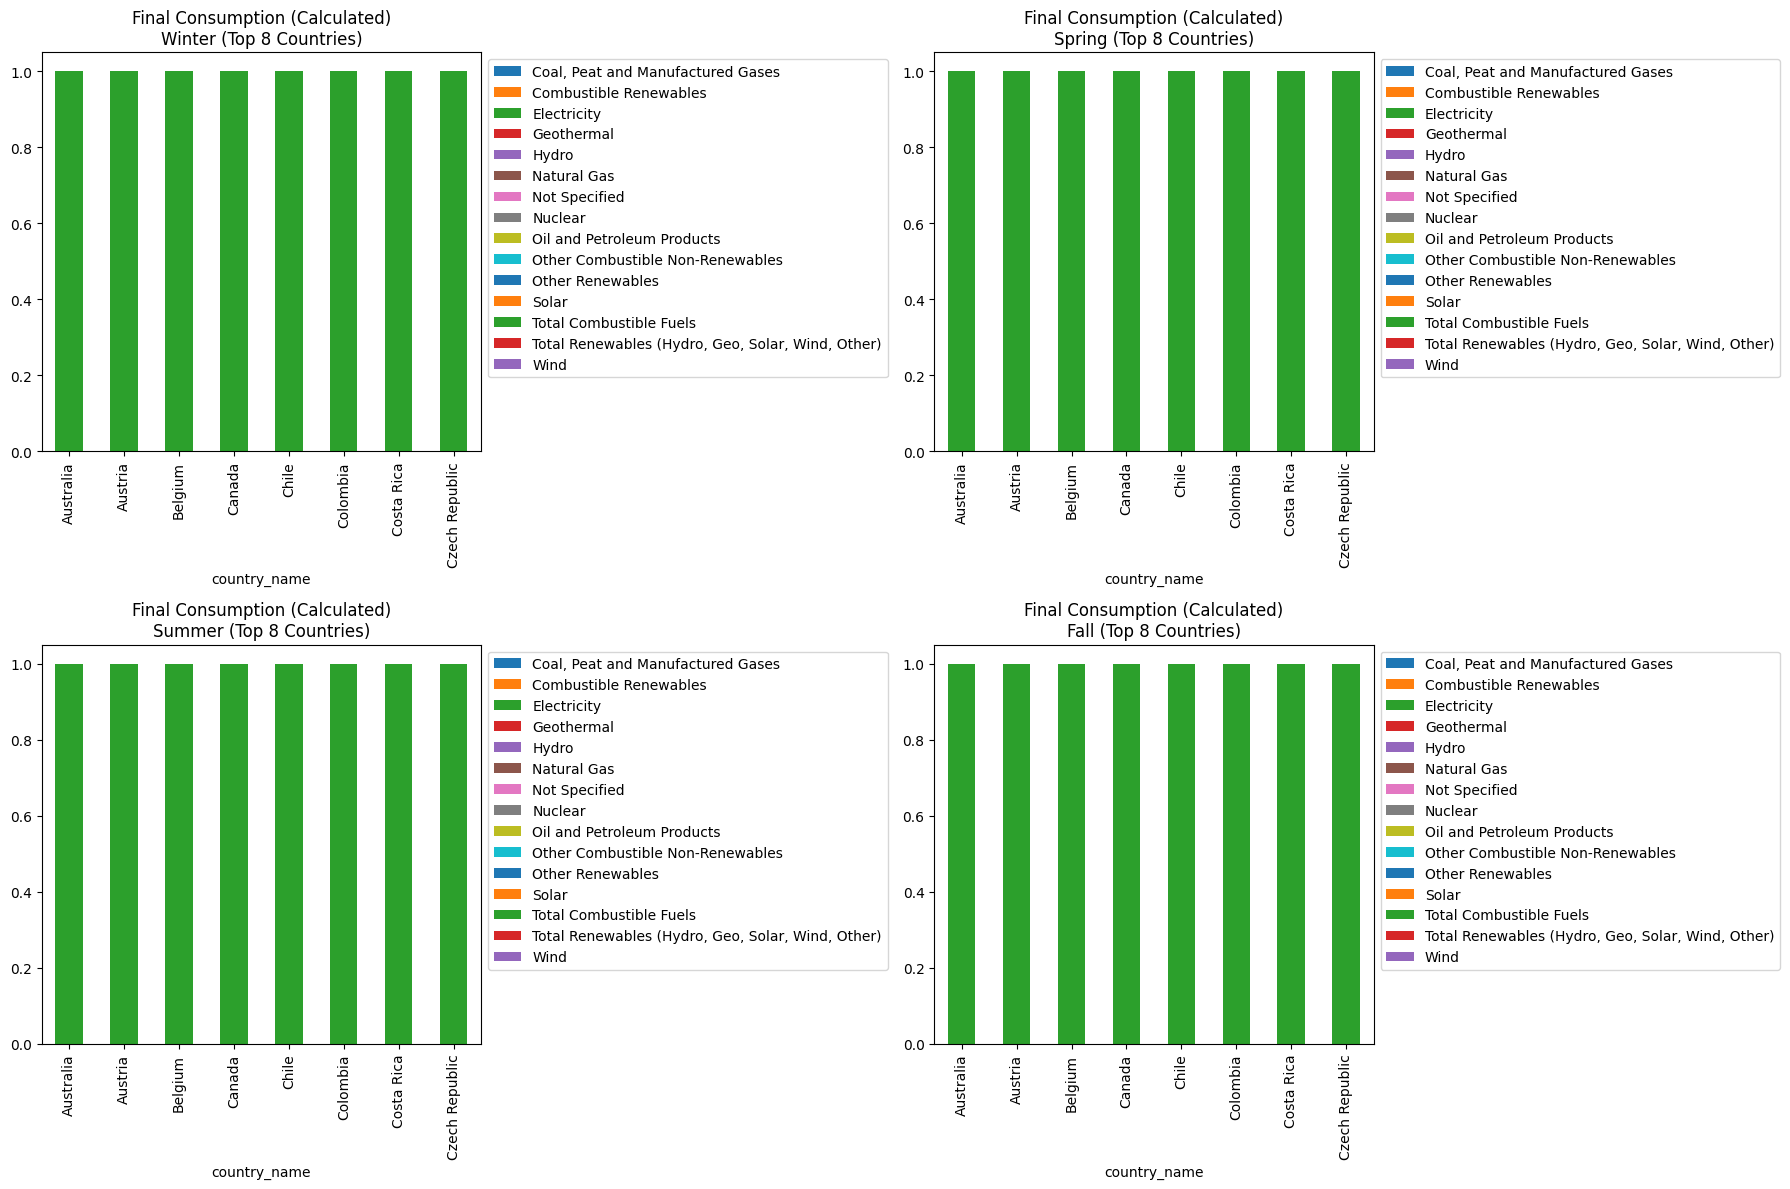 Final Consumption (Calculated)
Winter (Top 8 Countries)
1.0
0.8
0.6
0.4
0.2
0.0
Australia
Austria
Belgium
Canada
Chile
Colombia
Costa Rica
Czech Republic
country_name
Coal, Peat and Manufactured Gases
Combustible Renewables
Electricity
Geothermal
Hydro
Natural Gas
Not Specified
Nuclear
Oil and Petroleum Products
Other Combustible Non-Renewables
Other Renewables
Solar
Total Combustible Fuels
Total Renewables (Hydro, Geo, Solar, Wind, Other)
Wind
Final Consumption (Calculated)
Spring (Top 8 Countries)
1.0
0.8
0.6
0.4
0.2
0.0
Australia
Austria
Belgium
Canada
Chile
Colombia
Costa Rica
Czech Republic
country_name
Coal, Peat and Manufactured Gases
Combustible Renewables
Electricity
Geothermal
Hydro
Natural Gas
Not Specified
Nuclear
Oil and Petroleum Products
Other Combustible Non-Renewables
Other Renewables
Solar
Total Combustible Fuels
Total Renewables (Hydro, Geo, Solar, Wind, Other)
Wind
Final Consumption (Calculated)
Summer (Top 8 Countries)
1.0
0.8
0.6
0.4
0.2
0.0
Australia
Austria
Belgium
Canada
Chile
Colombia
Costa Rica
Czech Republic
country_name
Coal, Peat and Manufactured Gases
Combustible Renewables
Electricity
Geothermal
Hydro
Natural Gas
Not Specified
Nuclear
Oil and Petroleum Products
Other Combustible Non-Renewables
Other Renewables
Solar
Total Combustible Fuels
Total Renewables (Hydro, Geo, Solar, Wind, Other)
Wind
Final Consumption (Calculated)
Fall (Top 8 Countries)
1.0
0.8
0.6
0.4
0.2
0.0
Australia
Austria
Belgium
Canada
Chile
Colombia
Costa Rica
Czech Republic
country_name
Coal, Peat and Manufactured Gases
Combustible Renewables
Electricity
Geothermal
Hydro
Natural Gas
Not Specified
Nuclear
Oil and Petroleum Products
Other Combustible Non-Renewables
Other Renewables
Solar
Total Combustible Fuels
Total Renewables (Hydro, Geo, Solar, Wind, Other)
Wind